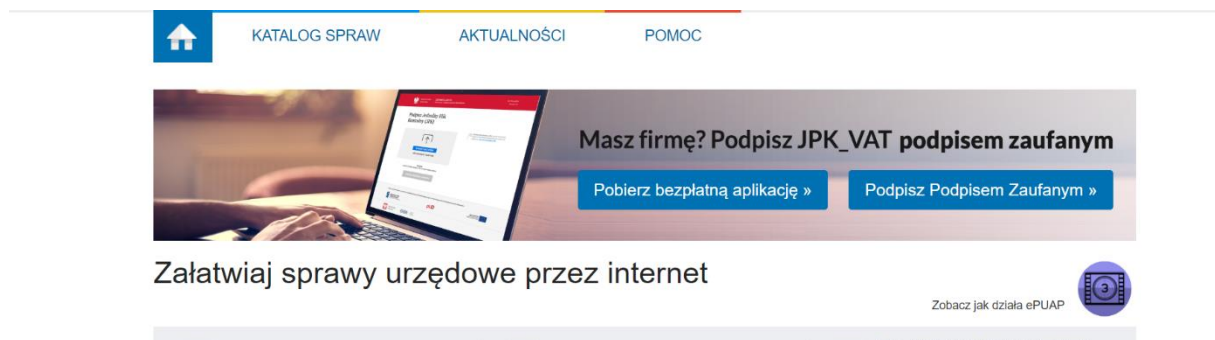 KATALOG SPRAW AKTUALNOŚCI POMOC
Masz firmę? Podpisz JPK_VAT podpisem zaufanym
Pobierz bezpłatną aplikację » Podpisz Podpisem Zaufanym »
Załatwiaj sprawy urzędowe przez internet
3
Zobacz jak działa ePUAP